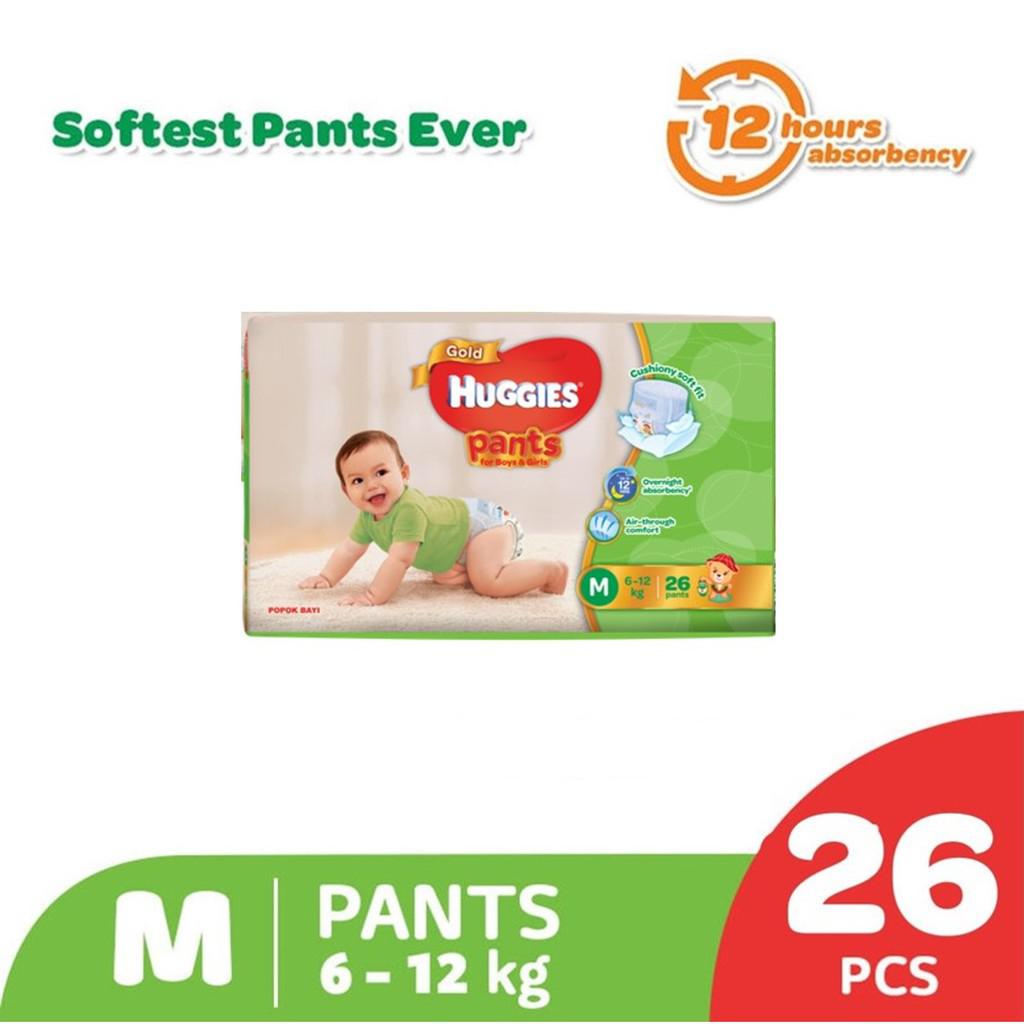 Softest Pants Ever
12 hours
absorbency
Gold
HUGGIES
pants
for Boys & Girls
Cushiony soft fit
12
Overnight
absorbency
Air-through
comfort
M
6-12
kg
26
pants
POPOK BAYI
M
PANTS
6 - 12 kg
26
PCS